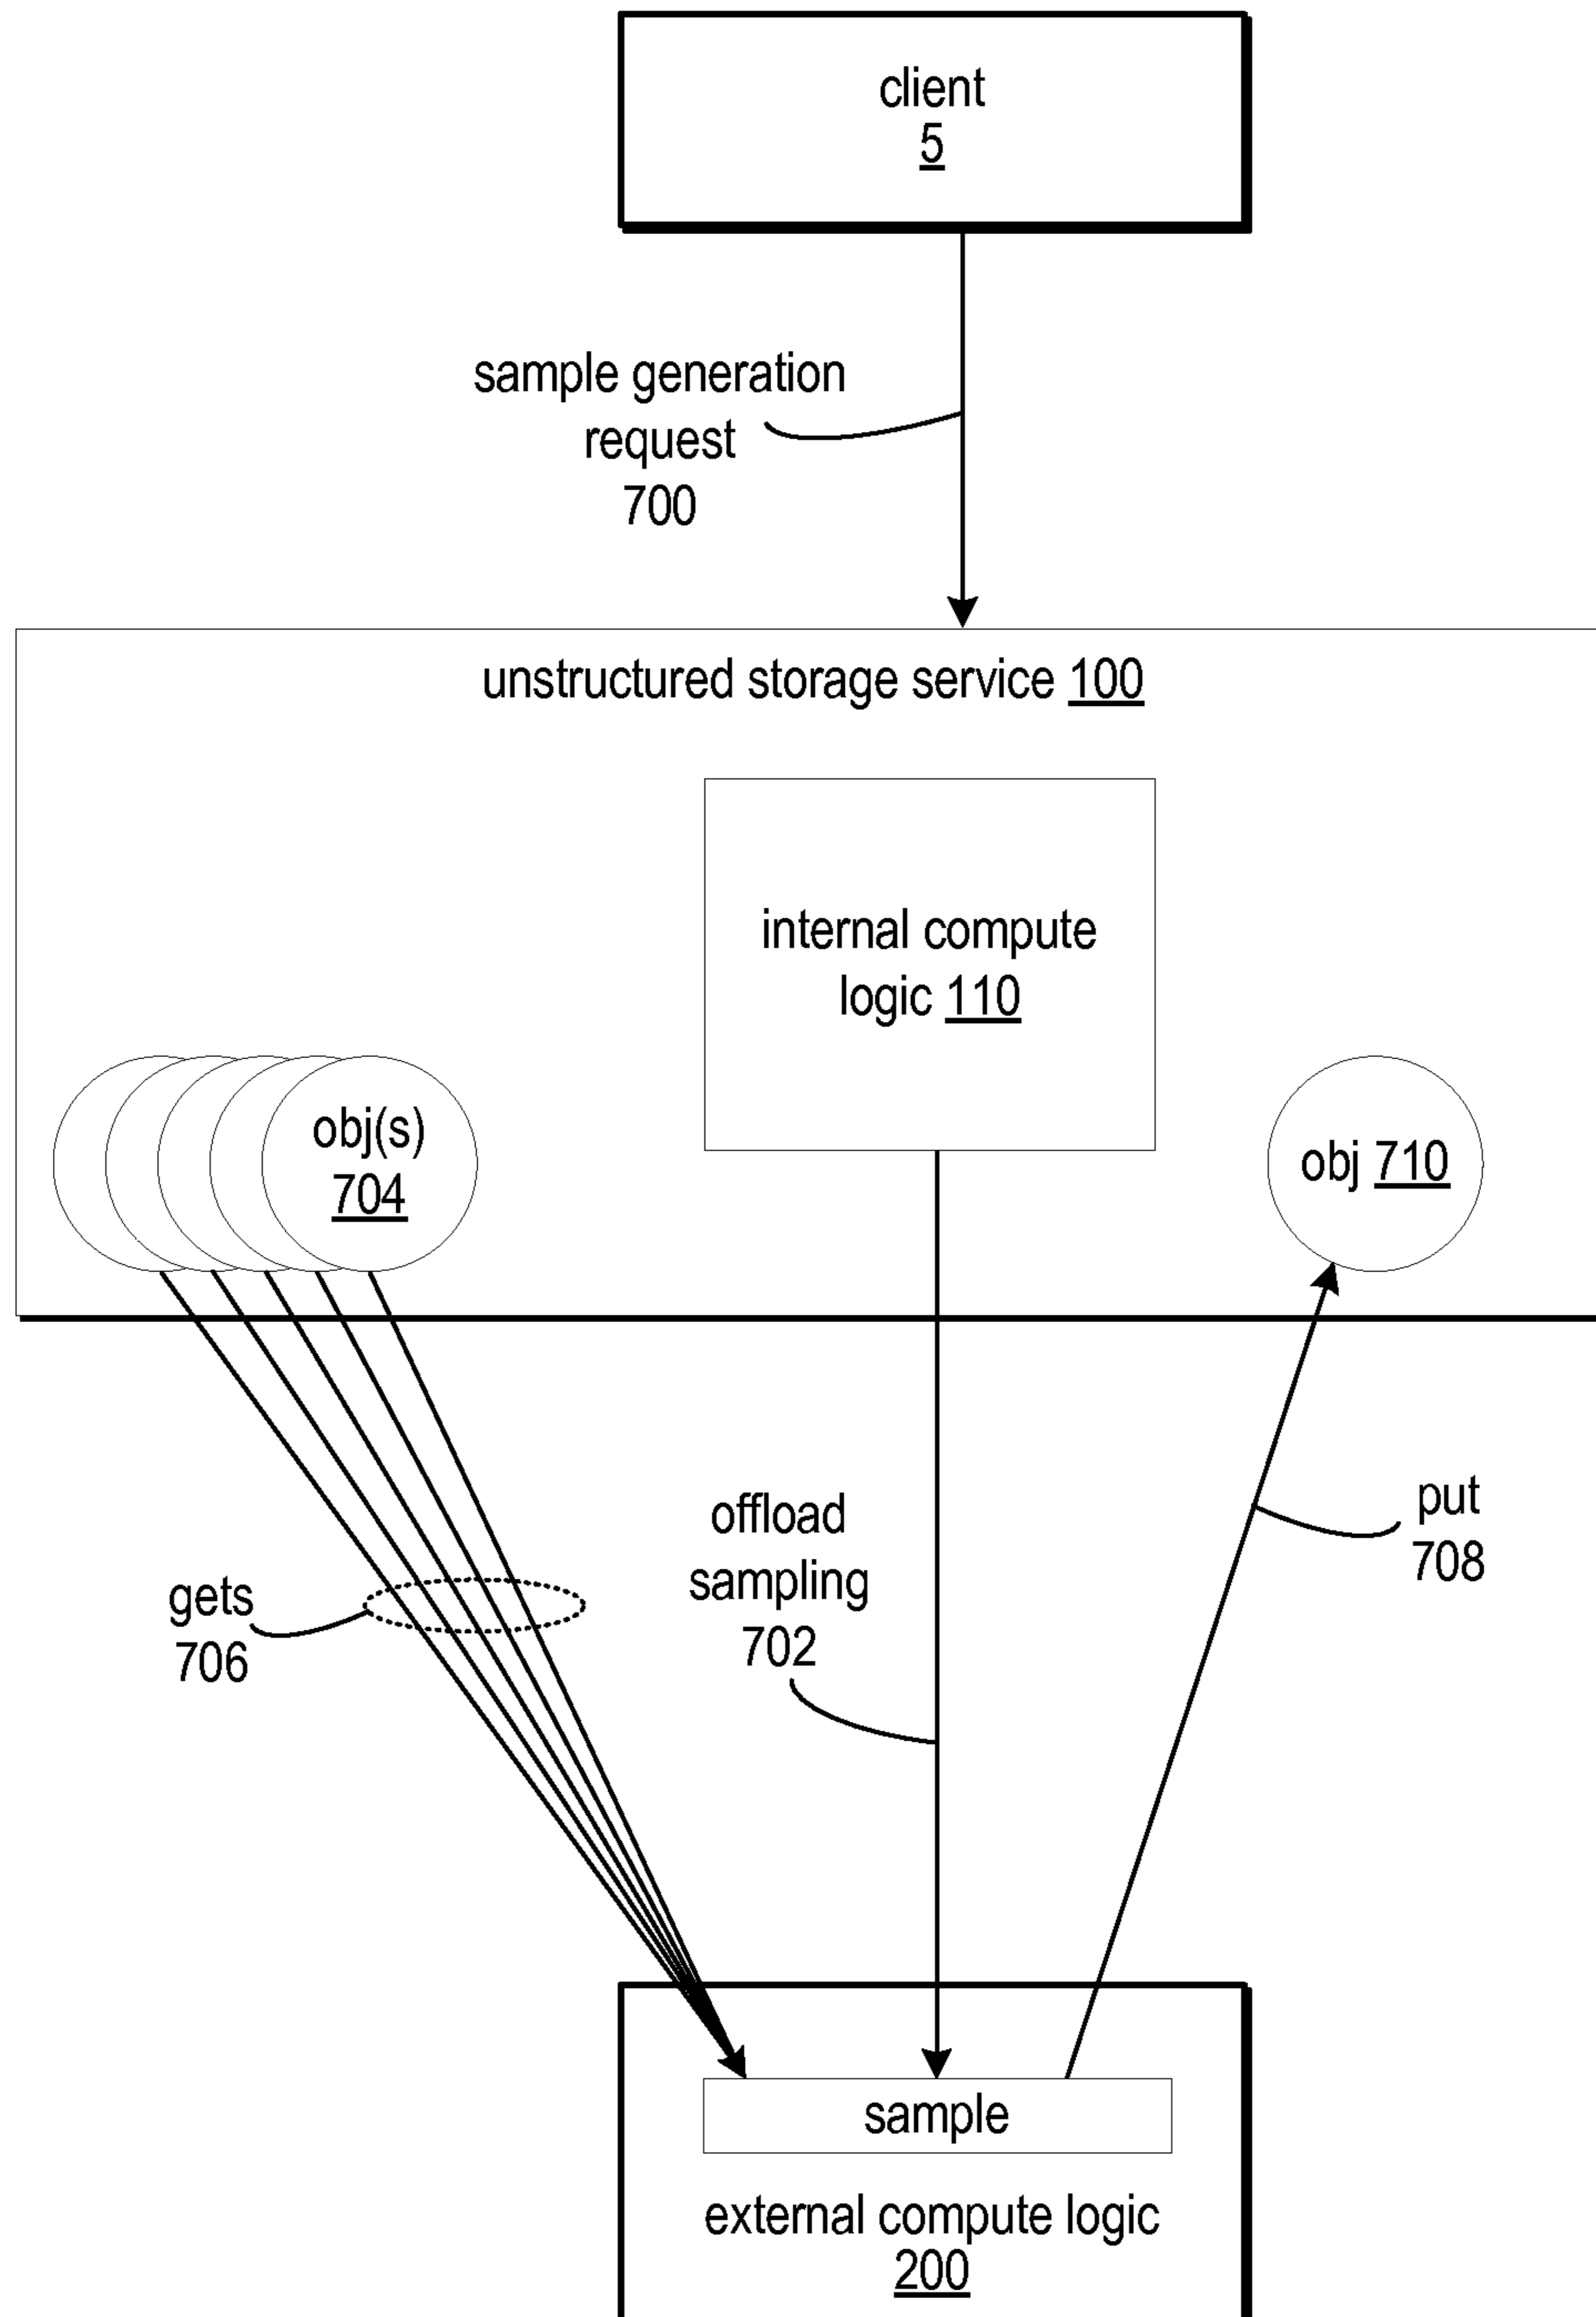 client
5
sample generation
request
700
unstructured storage service 100
internal compute
logic 110
obj(s)
704
obj 710
offload
sampling
702
put
708
gets
706
sample
external compute logic
200